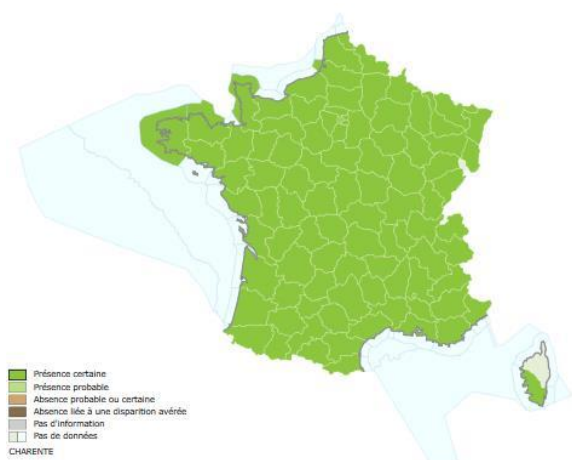 Présence certaine
Présence probable
Absence probable ou certaine
Absence liée à une disparition avérée
Pas d'information
Pas de données
CHARENTE